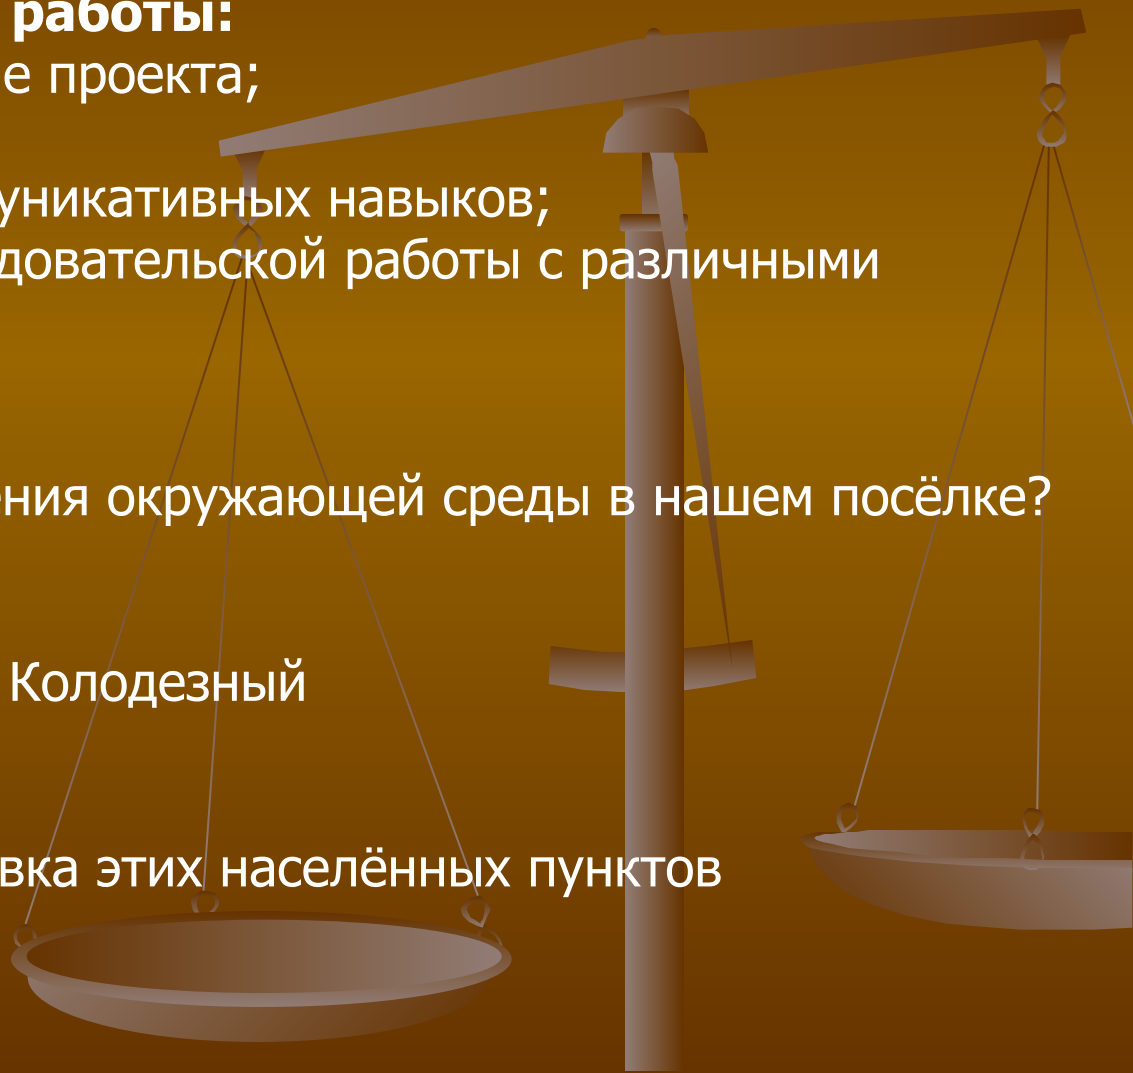 работы:
е проекта;
уникативных навыков;
довательской работы с различными
ния окружающей среды в нашем посёлке?
Колодезный
вка этих населённых пунктов